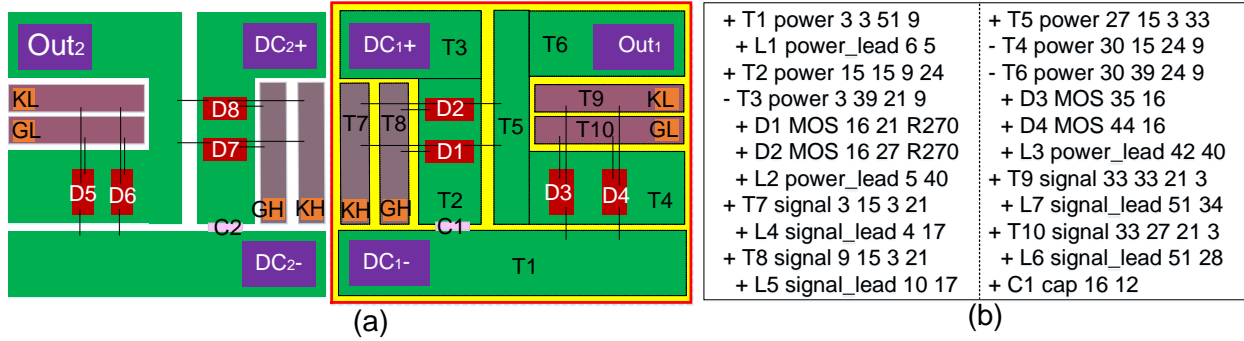 Out2
DC2+
DC1+
T3
T6
Out1
KL
GL
D8
D7
D5
D6
GH
KH
C2
DC2-
T7
T8
D2
D1
T5
T9
KL
T10
GL
D3
D4
KH
GH
T2
T4
C1
DC1-
T1
(a)
+ T1 power 3 3 51 9
+ L1 power_lead 6 5
+ T2 power 15 15 9 24
- T3 power 3 39 21 9
+ D1 MOS 16 21 R270
+ D2 MOS 16 27 R270
+ L2 power_lead 5 40
+ T7 signal 3 15 3 21
+ L4 signal_lead 4 17
+ T8 signal 9 15 3 21
+ L5 signal_lead 10 17
+ T5 power 27 15 3 33
- T4 power 30 15 24 9
- T6 power 30 39 24 9
+ D3 MOS 35 16
+ D4 MOS 44 16
+ L3 power_lead 42 40
+ T9 signal 33 33 21 3
+ L7 signal_lead 51 34
+ T10 signal 33 27 21 3
+ L6 signal_lead 51 28
+ C1 cap 16 12
(b)